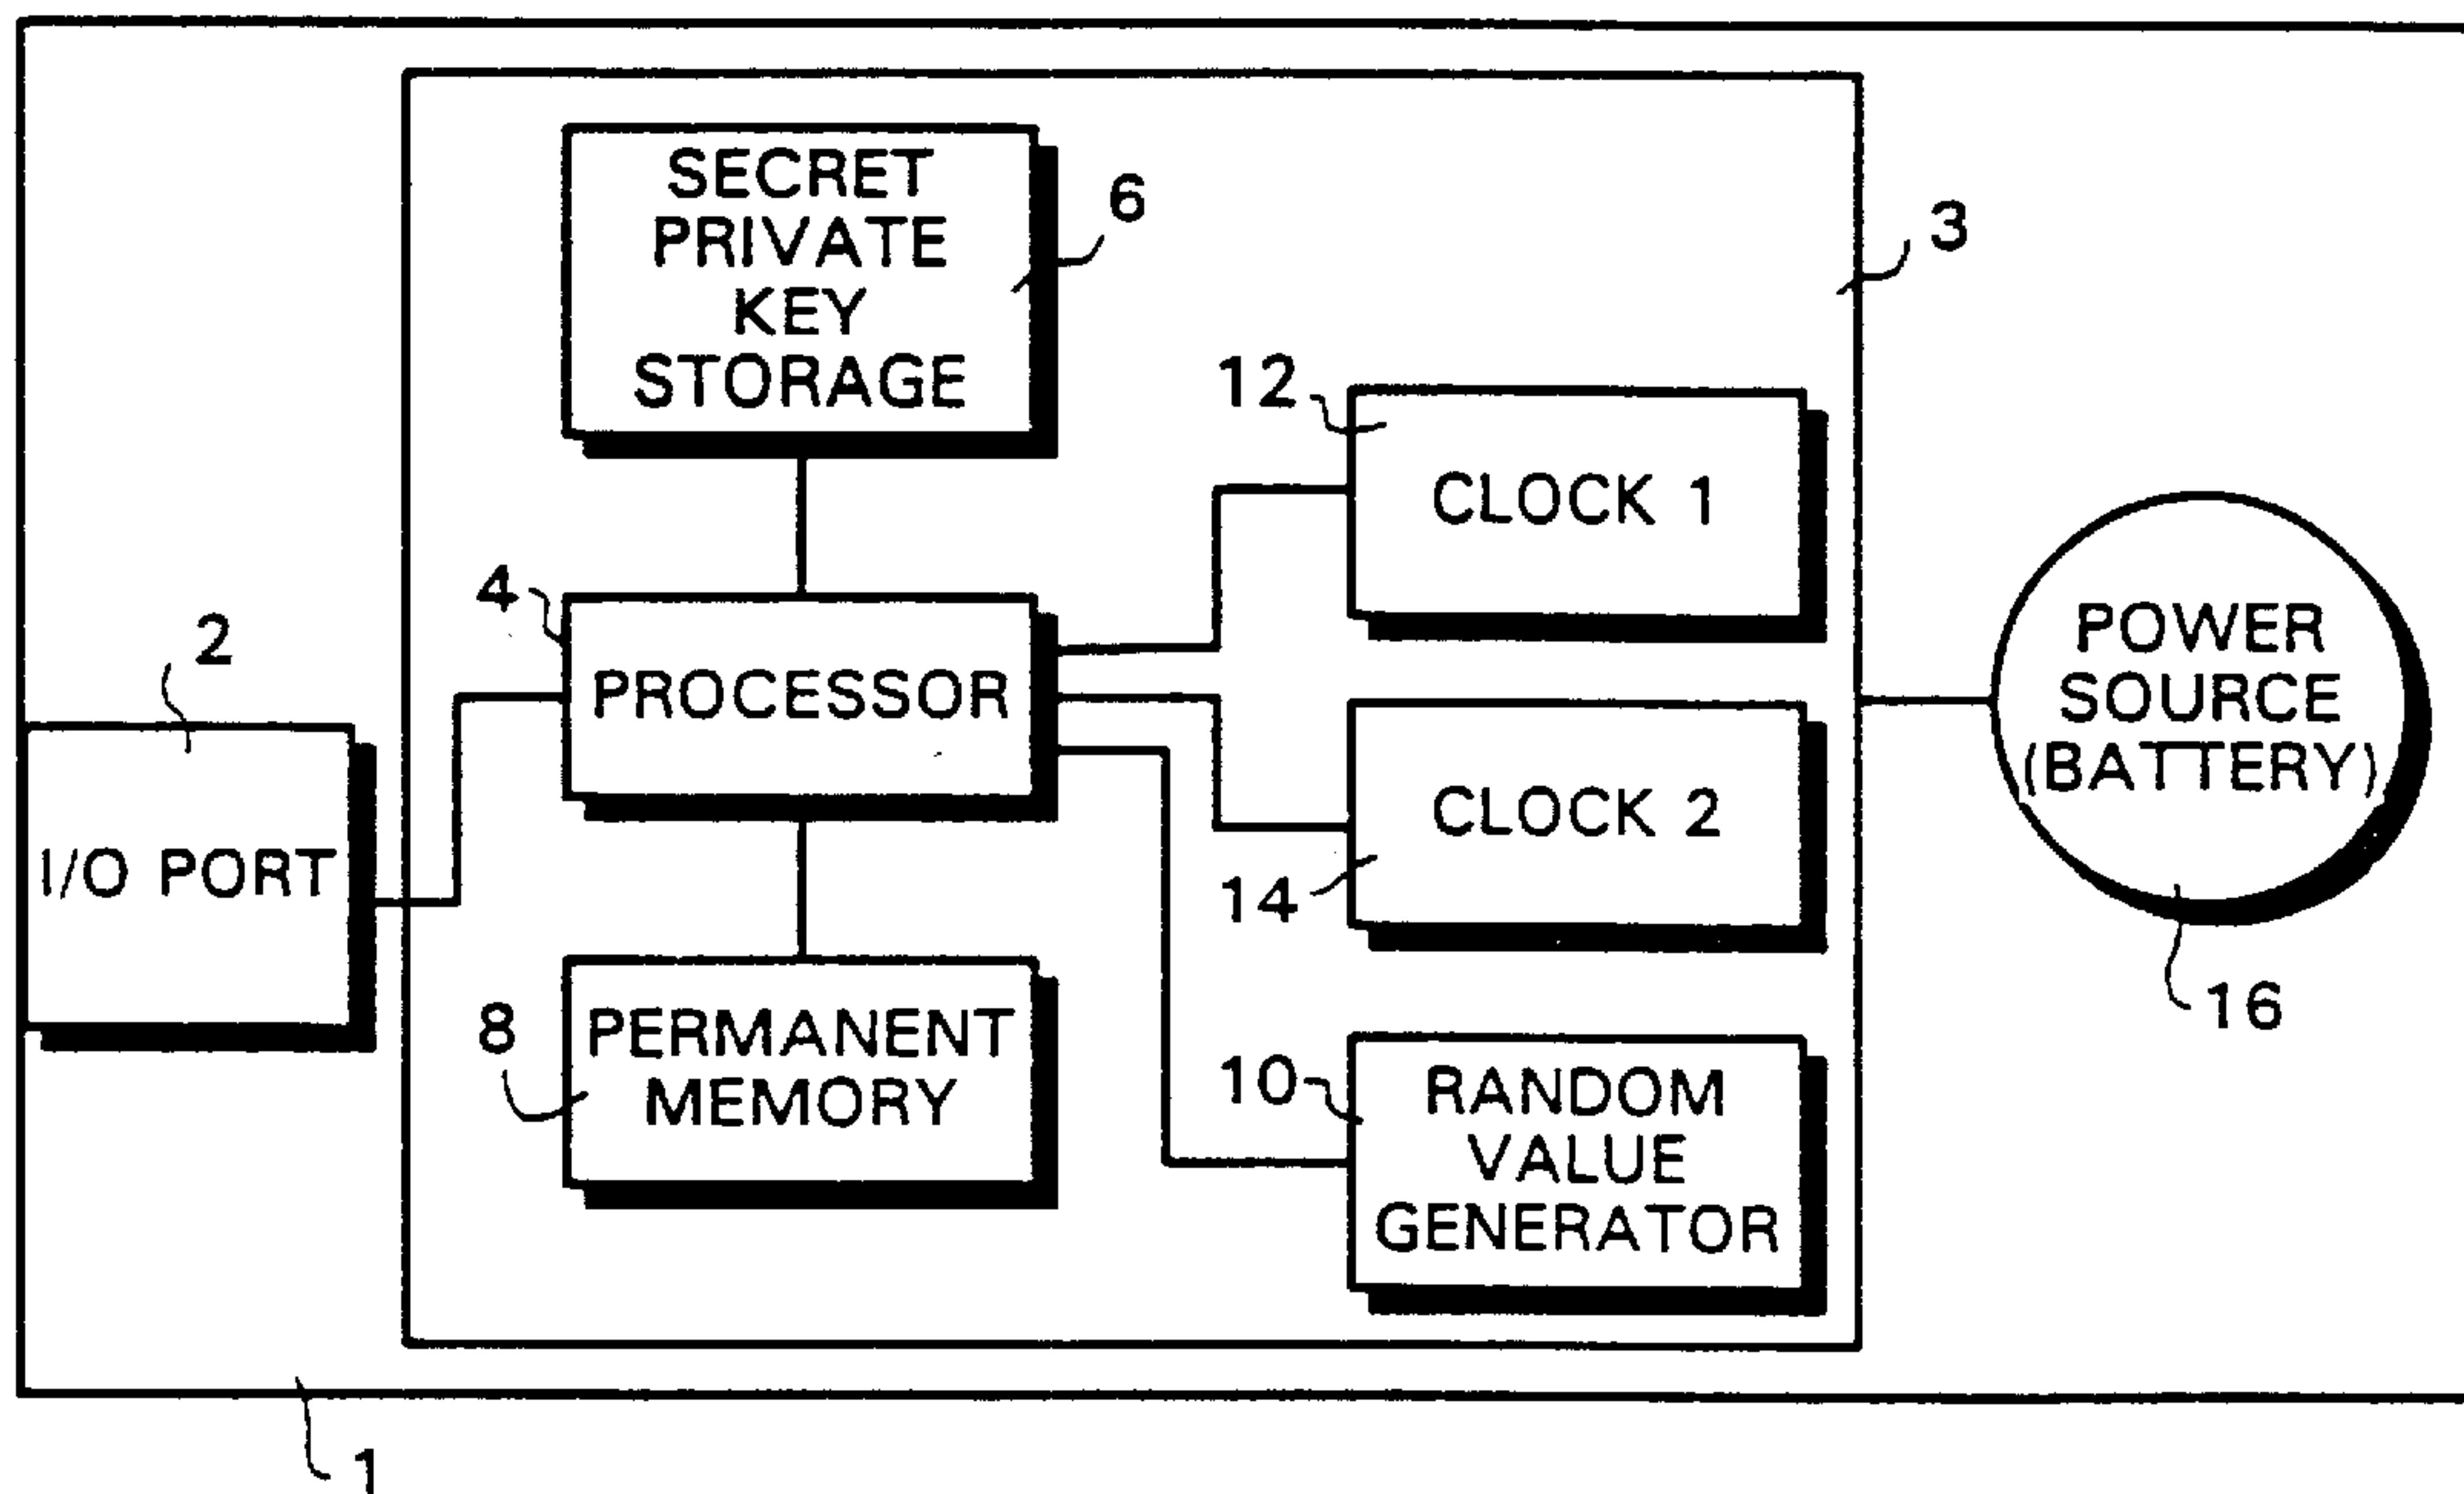 SECRET
PRIVATE
KEY
STORAGE
6
3
12
CLOCK 1
4
PROCESSOR
2
I/O PORT
CLOCK 2
14
POWER
SOURCE
(BATTERY)
16
8
PERMANENT
MEMORY
10
RANDOM
VALUE
GENERATOR
1